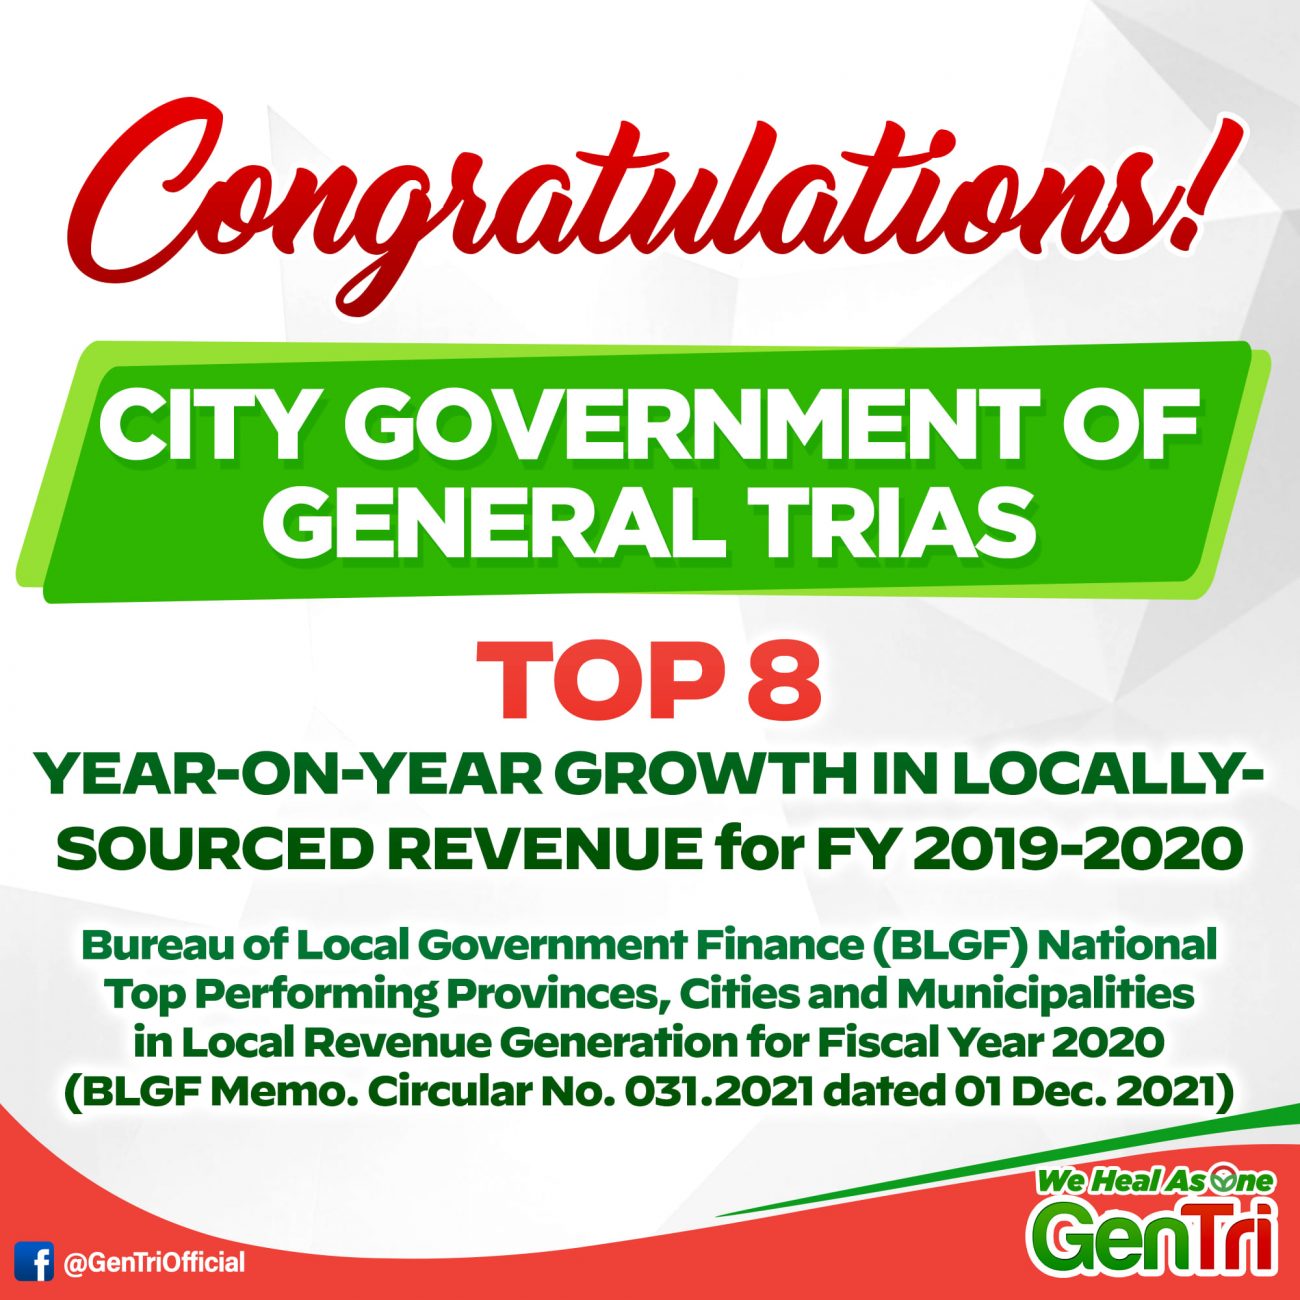 Congratulations!
CITY GOVERNMENT OF
GENERAL TRIAS
TOP 8
YEAR-ON-YEAR GROWTH IN LOCALLY-
SOURCED REVENUE for FY 2019-2020
Bureau of Local Government Finance (BLGF) National
Top Performing Provinces, Cities and Municipalities
in Local Revenue Generation for Fiscal Year 2020
(BLGF Memo. Circular No. 031.2021 dated 01 Dec. 2021)
We Heal As One
GenTri
f @GenTriOfficial